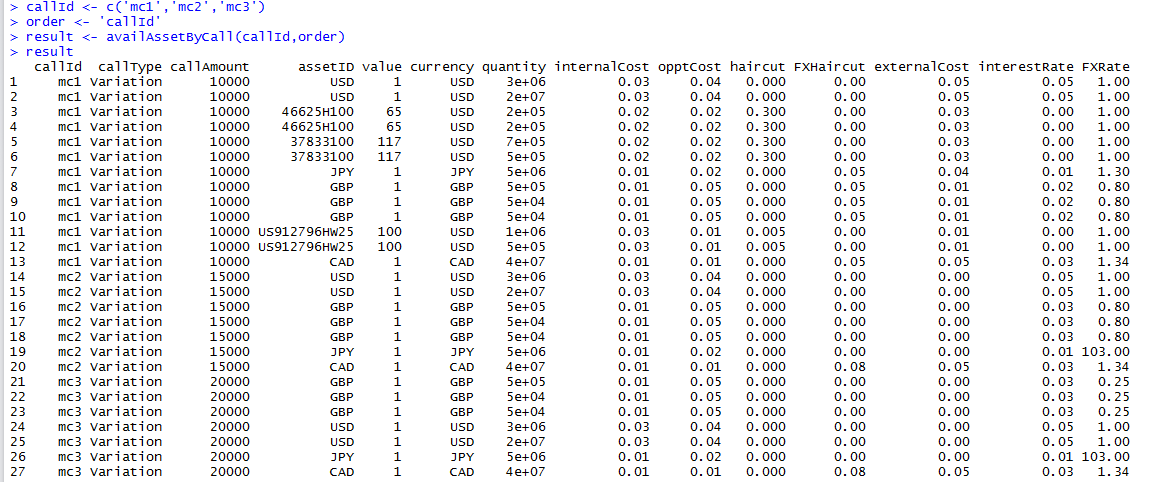 > callId <- c('mc1','mc2','mc3')
> order <- 'callId'
> result <- availAssetByCall(callId,order)
> result
   callId  callType callAmount      assetID value currency quantity internalCost opptCost haircut FXHaircut externalCost interestRate FXRate
1     mc1 Variation      10000          USD     1      USD    3e+06         0.03     0.04   0.000      0.00         0.05         0.05   1.00
2     mc1 Variation      10000          USD     1      USD    2e+07         0.03     0.04   0.000      0.00         0.05         0.05   1.00
3     mc1 Variation      10000    46625H100    65      USD    2e+05         0.02     0.02   0.300      0.00         0.03         0.00   1.00
4     mc1 Variation      10000    46625H100    65      USD    2e+05         0.02     0.02   0.300      0.00         0.03         0.00   1.00
5     mc1 Variation      10000     37833100   117      USD    7e+05         0.02     0.02   0.300      0.00         0.03         0.00   1.00
6     mc1 Variation      10000     37833100   117      USD    5e+05         0.02     0.02   0.300      0.00         0.03         0.00   1.00
7     mc1 Variation      10000          JPY     1      JPY    5e+06         0.01     0.02   0.000      0.05         0.04         0.01   1.30
8     mc1 Variation      10000          GBP     1      GBP    5e+05         0.01     0.05   0.000      0.05         0.01         0.02   0.80
9     mc1 Variation      10000          GBP     1      GBP    5e+04         0.01     0.05   0.000      0.05         0.01         0.02   0.80
10    mc1 Variation      10000          GBP     1      GBP    5e+04         0.01     0.05   0.000      0.05         0.01         0.02   0.80
11    mc1 Variation      10000 US912796HW25   100      USD    1e+06         0.03     0.01   0.005      0.00         0.01         0.00   1.00
12    mc1 Variation      10000 US912796HW25   100      USD    5e+05         0.03     0.01   0.005      0.00         0.01         0.00   1.00
13    mc1 Variation      10000          CAD     1      CAD    4e+07         0.01     0.01   0.000      0.05         0.05         0.03   1.34
14    mc2 Variation      15000          USD     1      USD    3e+06         0.03     0.04   0.000      0.00         0.00         0.05   1.00
15    mc2 Variation      15000          USD     1      USD    2e+07         0.03     0.04   0.000      0.00         0.00         0.05   1.00
16    mc2 Variation      15000          GBP     1      GBP    5e+05         0.01     0.05   0.000      0.00         0.00         0.03   0.80
17    mc2 Variation      15000          GBP     1      GBP    5e+04         0.01     0.05   0.000      0.00         0.00         0.03   0.80
18    mc2 Variation      15000          GBP     1      GBP    5e+04         0.01     0.05   0.000      0.00         0.00         0.03   0.80
19    mc2 Variation      15000          JPY     1      JPY    5e+06         0.01     0.02   0.000      0.00         0.00         0.01 103.00
20    mc2 Variation      15000          CAD     1      CAD    4e+07         0.01     0.01   0.000      0.08         0.05         0.03   1.34
21    mc3 Variation      20000          GBP     1      GBP    5e+05         0.01     0.05   0.000      0.00         0.00         0.03   0.25
22    mc3 Variation      20000          GBP     1      GBP    5e+04         0.01     0.05   0.000      0.00         0.00         0.03   0.25
23    mc3 Variation      20000          GBP     1      GBP    5e+04         0.01     0.05   0.000      0.00         0.00         0.03   0.25
24    mc3 Variation      20000          USD     1      USD    3e+06         0.03     0.04   0.000      0.00         0.00         0.05   1.00
25    mc3 Variation      20000          USD     1      USD    2e+07         0.03     0.04   0.000      0.00         0.00         0.05   1.00
26    mc3 Variation      20000          JPY     1      JPY    5e+06         0.01     0.02   0.000      0.00         0.00         0.01 103.00
27    mc3 Variation      20000          CAD     1      CAD    4e+07         0.01     0.01   0.000      0.08         0.05         0.03   1.34